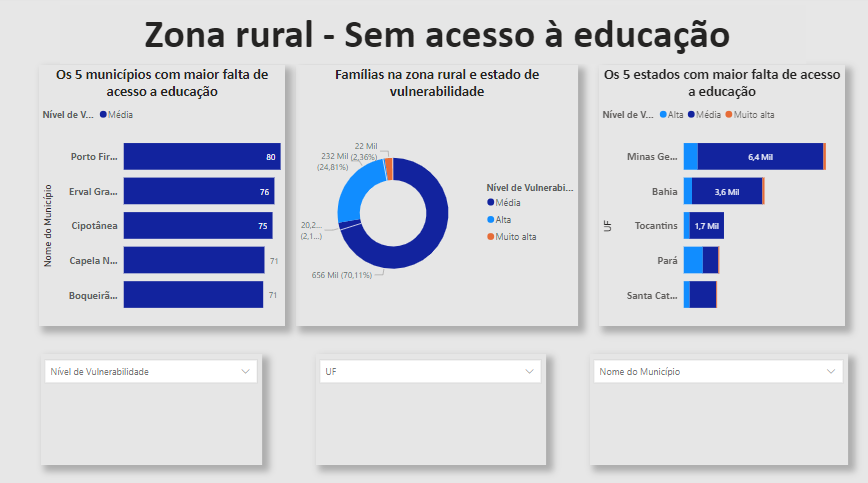 Zona rural - Sem acesso à educação
Os 5 municípios com maior falta de
acesso a educação
Nível de V... Média
Nome do Município
Porto Fir... 80
Erval Gra... 76
Cipotânea 75
Capela N... 71
Boqueirã... 71
Famílias na zona rural e estado de
vulnerabilidade
22 Mil
(2,36%)
232 Mil
(24,81%)
20,2...
(2,1...)
656 Mil (70,11%)
Nível de Vulnerabi...
Média
Alta
Muito alta
Os 5 estados com maior falta de acesso
a educação
Nível de V... Alta Média Muito alta
UF
Minas Ge... 6,4 Mil
Bahia 3,6 Mil
Tocantins 1,7 Mil
Pará
Santa Cat...
Nível de Vulnerabilidade
UF
Nome do Município